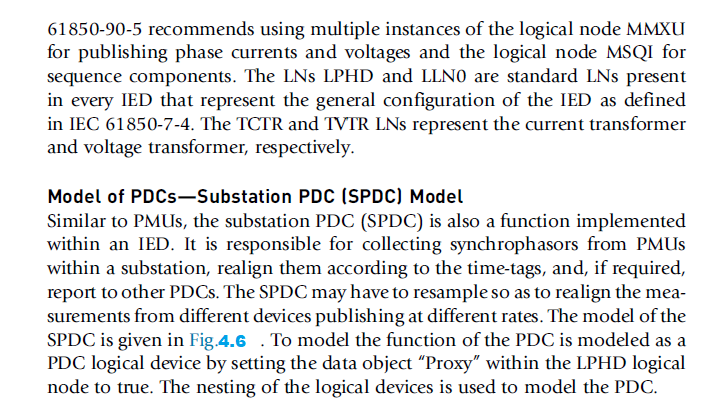 61850-90-5 recommends using multiple instances of the logical node MMXU
for publishing phase currents and voltages and the logical node MSQI for
sequence components. The LNs LPHD and LLN0 are standard LNs present
in every IED that represent the general configuration of the IED as defined
in IEC 61850-7-4. The TCTR and TVTR LNs represent the current transformer
and voltage transformer, respectively.
Model of PDCs—Substation PDC (SPDC) Model
Similar to PMUs, the substation PDC (SPDC) is also a function implemented
within an IED. It is responsible for collecting synchrophasors from PMUs
within a substation, realign them according to the time-tags, and, if required,
report to other PDCs. The SPDC may have to resample so as to realign the mea-
surements from different devices publishing at different rates. The model of the
SPDC is given in Fig.4.6 . To model the function of the PDC is modeled as a
PDC logical device by setting the data object “Proxy” within the LPHD logical
node to true. The nesting of the logical devices is used to model the PDC.